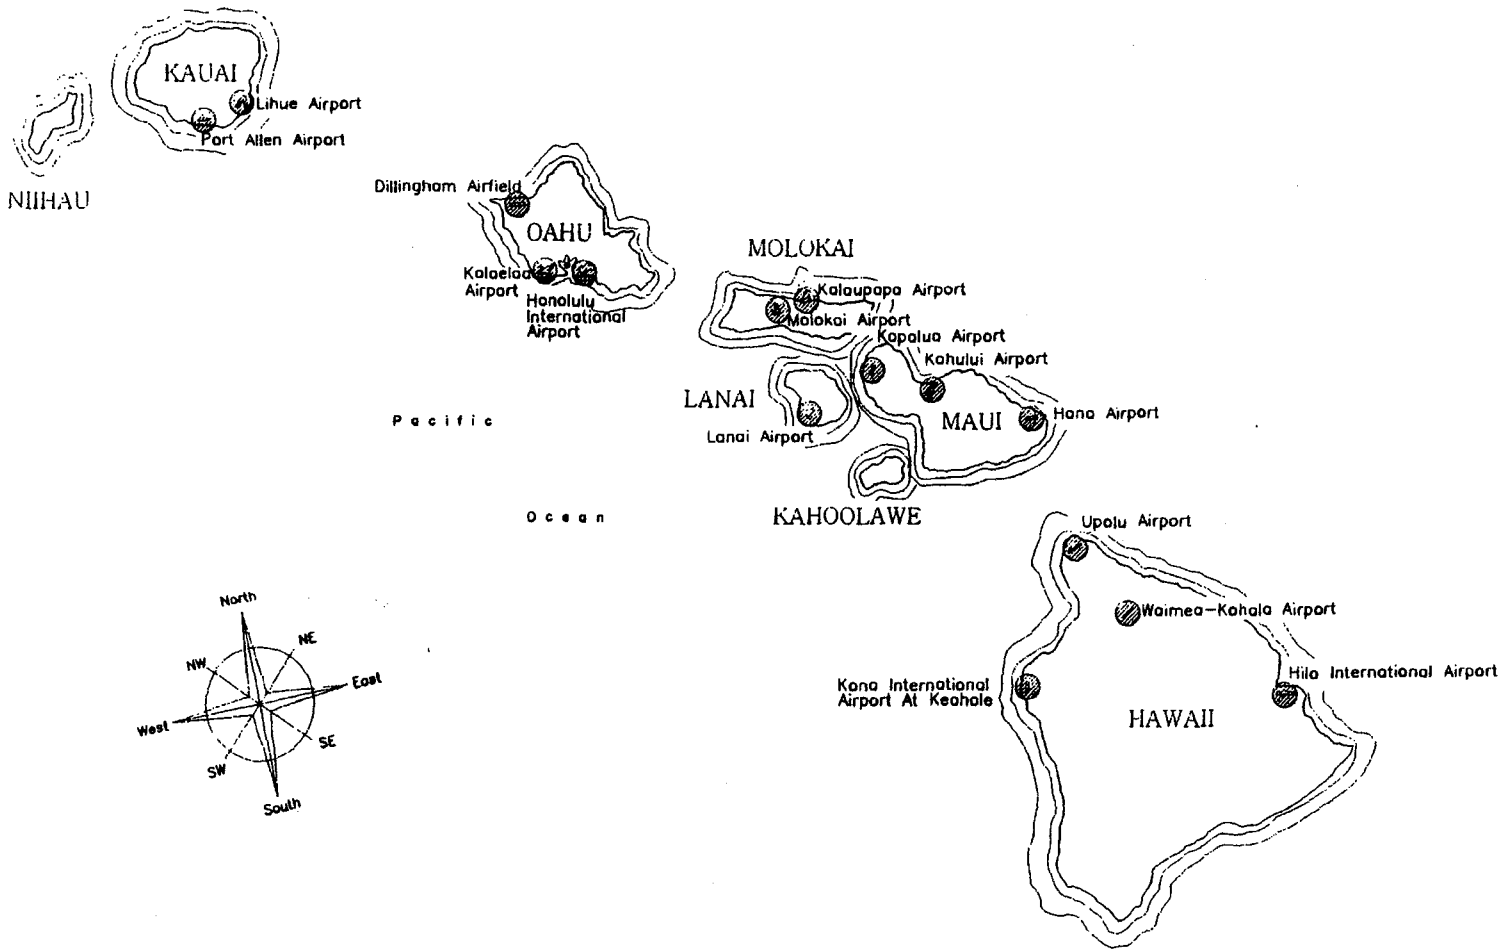 KAUAI
Lihue Airport
Port Allen Airport
NIIHAU
Dillingham Airfield
OAHU
Kalaeloa
Airport
Honolulu
International
Airport
MOLOKAI
Kalaupapa Airport
Molokai Airport
Kapalua Airport
Kahului Airport
LANAI
Lanai Airport
MAUI
Hana Airport
Pacific
Ocean
KAHOOLAWE
Upolu Airport
Waimea-Kohala Airport
Hilo International Airport
Kona International
Airport At Keahole
HAWAII
North
NE
NW
East
West
SE
SW
South